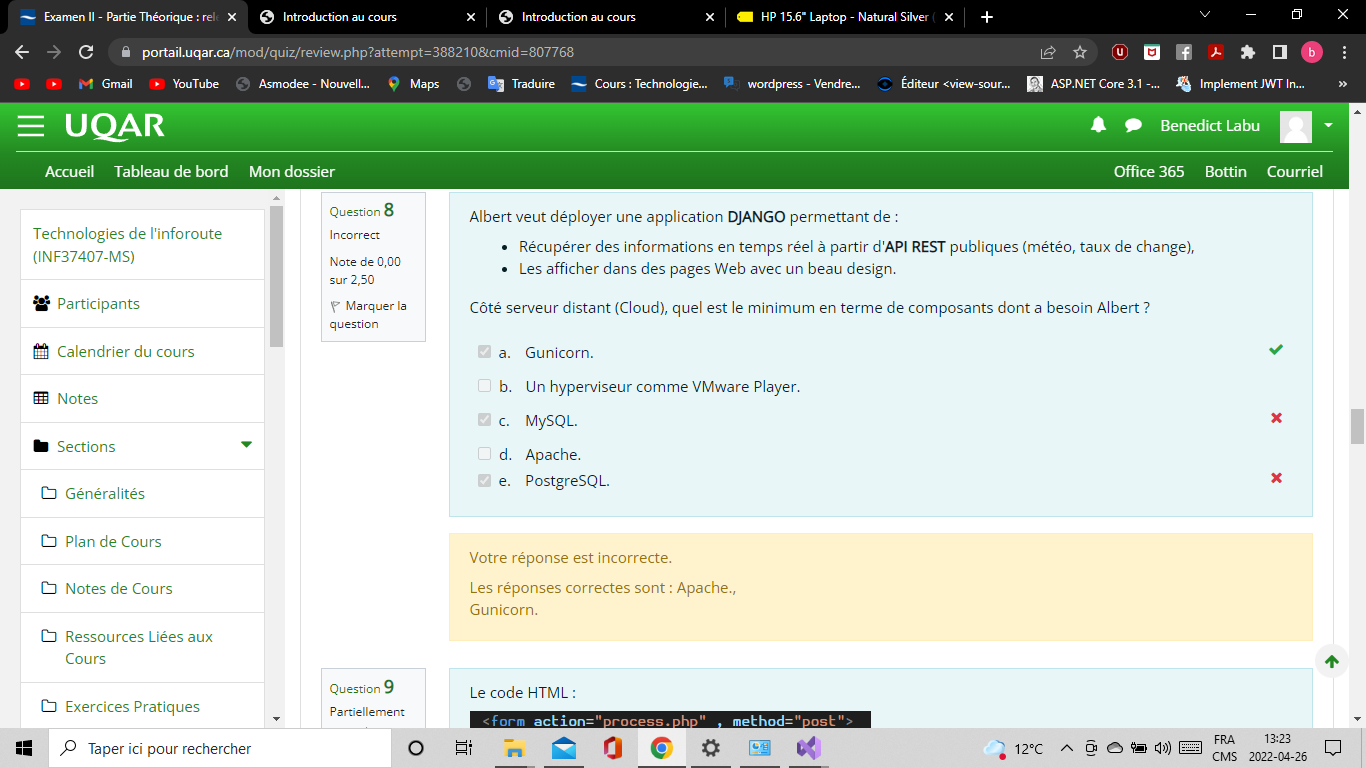 Examen II - Partie Théorique : rele
Introduction au cours
Introduction au cours
HP 15.6" Laptop - Natural Silver (
portail.uqar.ca/mod/quiz/review.php?attempt=388210&cmid=807768
b
Gmail
YouTube
Asmodee - Nouvell...
Maps
Traduire
Cours : Technologie...
wordpress - Vendre...
Éditeur <view-sour...
ASP.NET Core 3.1 -...
Implement JWT In...
»
UQAR
Benedict Labu
Accueil
Tableau de bord
Mon dossier
Office 365
Bottin
Courriel
Technologies de l'inforoute
(INF37407-MS)
Participants
Calendrier du cours
Notes
Sections
Généralités
Plan de Cours
Notes de Cours
Ressources Liées aux
Cours
Exercices Pratiques
Question 8
Incorrect
Note de 0,00
sur 2,50
Marquer la
question
Albert veut déployer une application DJANGO permettant de :
• Récupérer des informations en temps réel à partir d'API REST publiques (météo, taux de change),
• Les afficher dans des pages Web avec un beau design.
Côté serveur distant (Cloud), quel est le minimum en terme de composants dont a besoin Albert ?
a. Gunicorn.
b. Un hyperviseur comme VMware Player.
c. MySQL.
d. Apache.
e. PostgreSQL.
Votre réponse est incorrecte.
Les réponses correctes sont : Apache.,
Gunicorn.
Question 9
Partiellement
Le code HTML :
<form action="process.php" , method="post">
Taper ici pour rechercher
12°C
FRA
CMS
13:23
2022-04-26